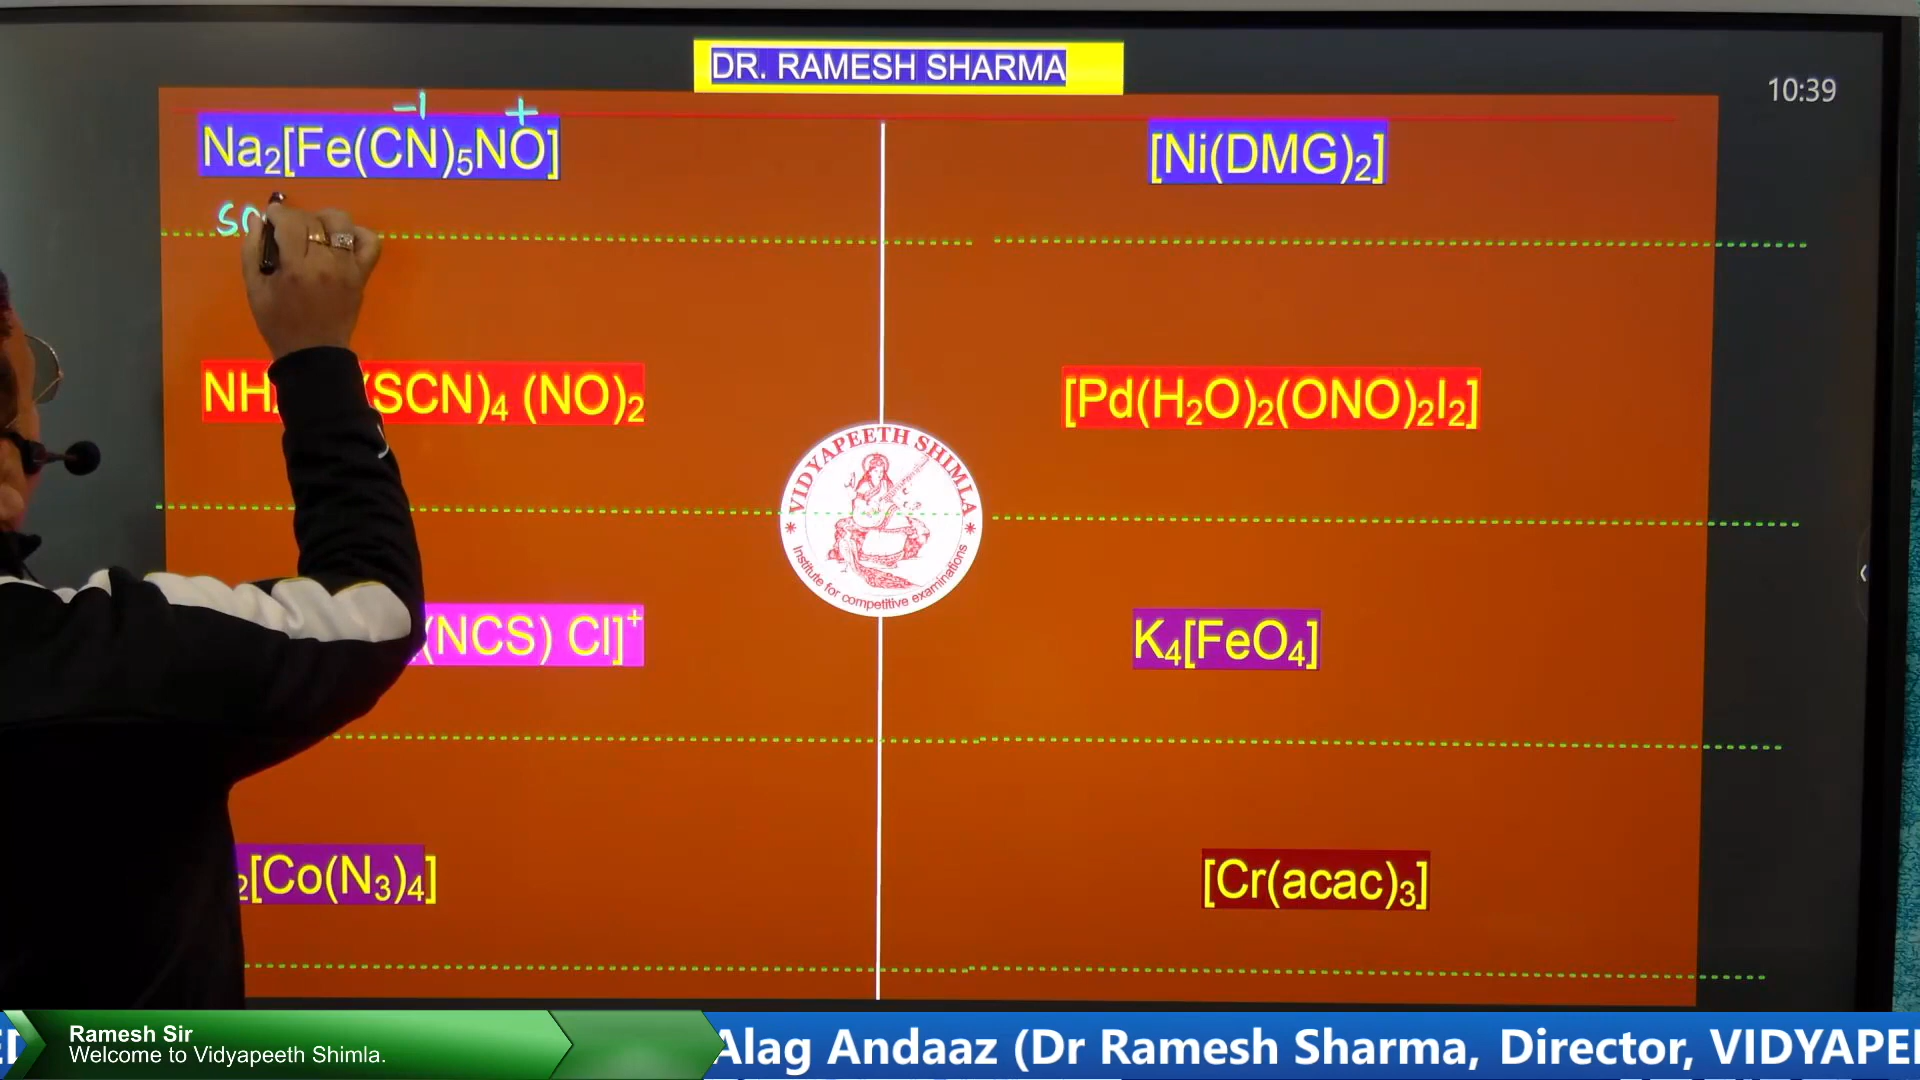 DR. RAMESH SHARMA
10:39
−1 +
Na₂[Fe(CN)₅NO]
[Ni(DMG)₂]
(SCN)₄ (NO)₂
[Pd(H₂O)₂(ONO)₂I₂]
VIDYAPEETH SHIMLA
Institute for competitive examinations
(NCS) Cl]⁺
K₄[FeO₄]
₂[Co(N₃)₄]
[Cr(acac)₃]
Ramesh Sir
Welcome to Vidyapeeth Shimla.
Alag Andaaz (Dr Ramesh Sharma, Director,